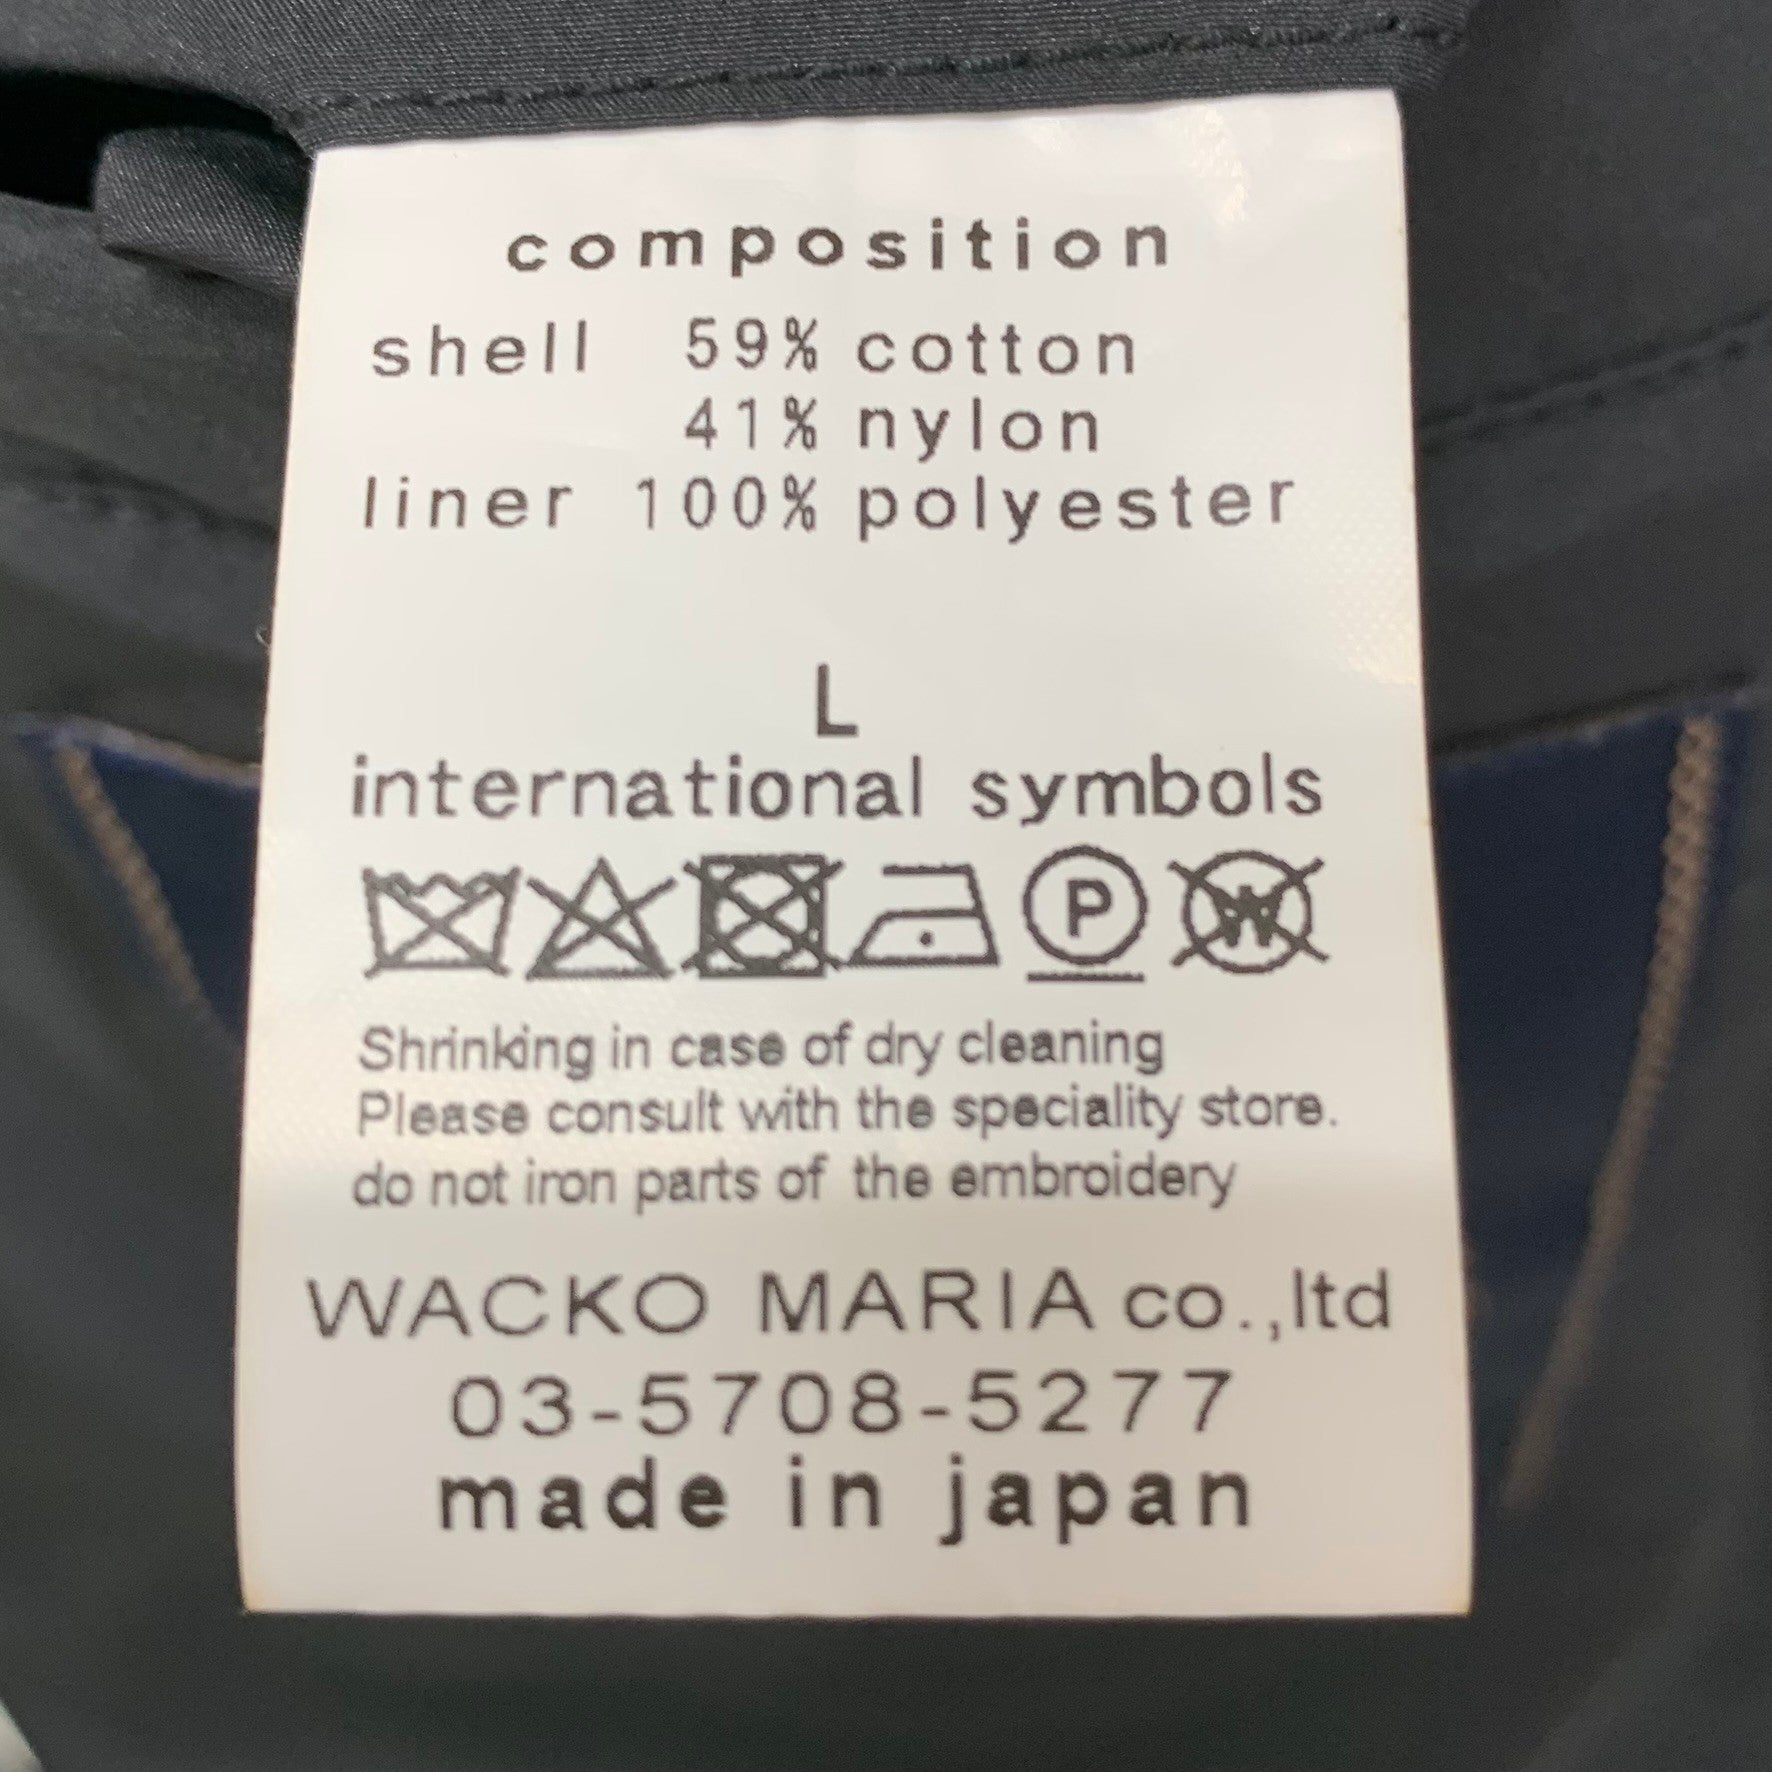 composition
shell 59% cotton
41% nylon
liner 100% polyester
L
international symbols
P W
Shrinking in case of dry cleaning
Please consult with the speciality store.
do not iron parts of the embroidery
WACKO MARIA co.,ltd
03-5708-5277
made in japan